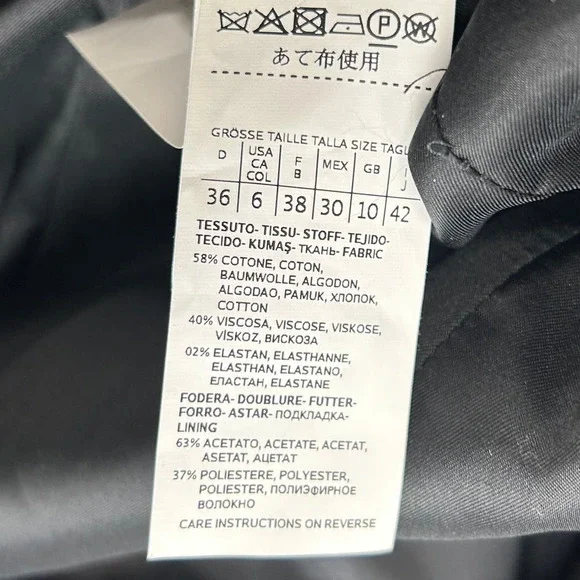 P W
あて布使用
GRÖSSE TAILLE TALLA SIZE TAGL
D USA CA COL F B MEX GB I J
36 6 38 30 10 42
TESSUTO- TISSU- STOFF- TEJIDO-
TECIDO- KUMAŞ- ТКАНЬ- FABRIC
58% COTONE, COTON,
BAUMWOLLE, ALGODON,
ALGODAO, PAMUK, ХЛОПОК,
COTTON
40% VISCOSA, VISCOSE, VISKOSE,
VİSKOZ, ВИСКОЗА
02% ELASTAN, ELASTHANNE,
ELASTHAN, ELASTANO,
ЕЛАСТАН, ELASTANE
FODERA- DOUBLURE- FUTTER-
FORRO- ASTAR- ПОДКЛАДКА-
LINING
63% ACETATO, ACETATE, ACETAT,
ASETAT, АЦЕТАТ
37% POLIESTERE, POLYESTER,
POLIESTER, ПОЛИЭФИРНОЕ
ВОЛОКНО
CARE INSTRUCTIONS ON REVERSE